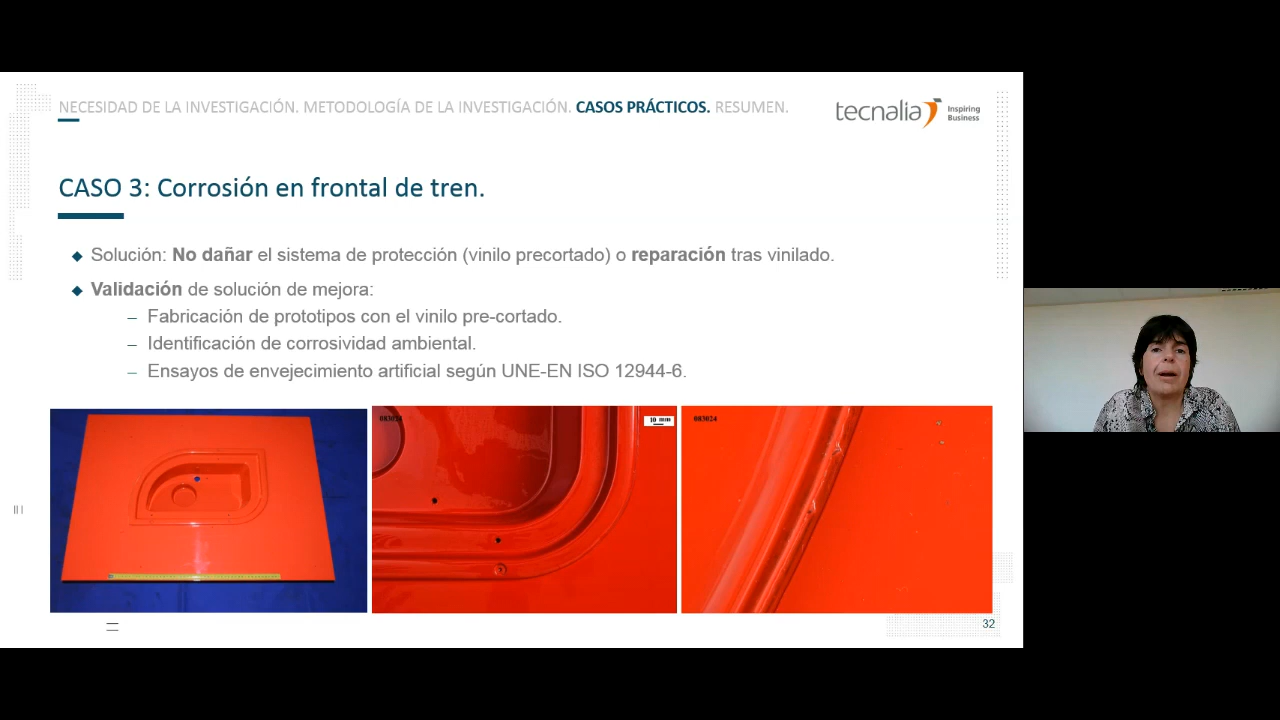 NECESIDAD DE LA INVESTIGACIÓN. METODOLOGÍA DE LA INVESTIGACIÓN. CASOS PRÁCTICOS. RESUMEN.
tecnalia Inspiring
Business
CASO 3: Corrosión en frontal de tren.
Solución: No dañar el sistema de protección (vinilo precortado) o reparación tras vinilado.
Validación de solución de mejora:
– Fabricación de prototipos con el vinilo pre-cortado.
– Identificación de corrosividad ambiental.
– Ensayos de envejecimiento artificial según UNE-EN ISO 12944-6.
083024
10 mm
083024
32